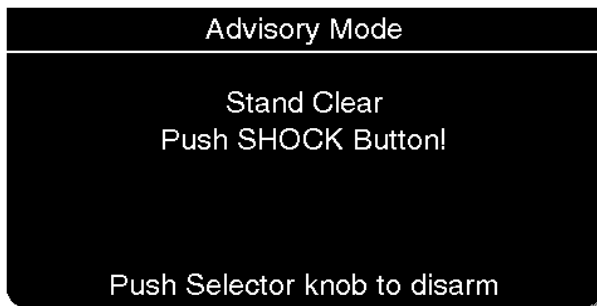 Advisory Mode
Stand Clear
Push SHOCK Button!
Push Selector knob to disarm